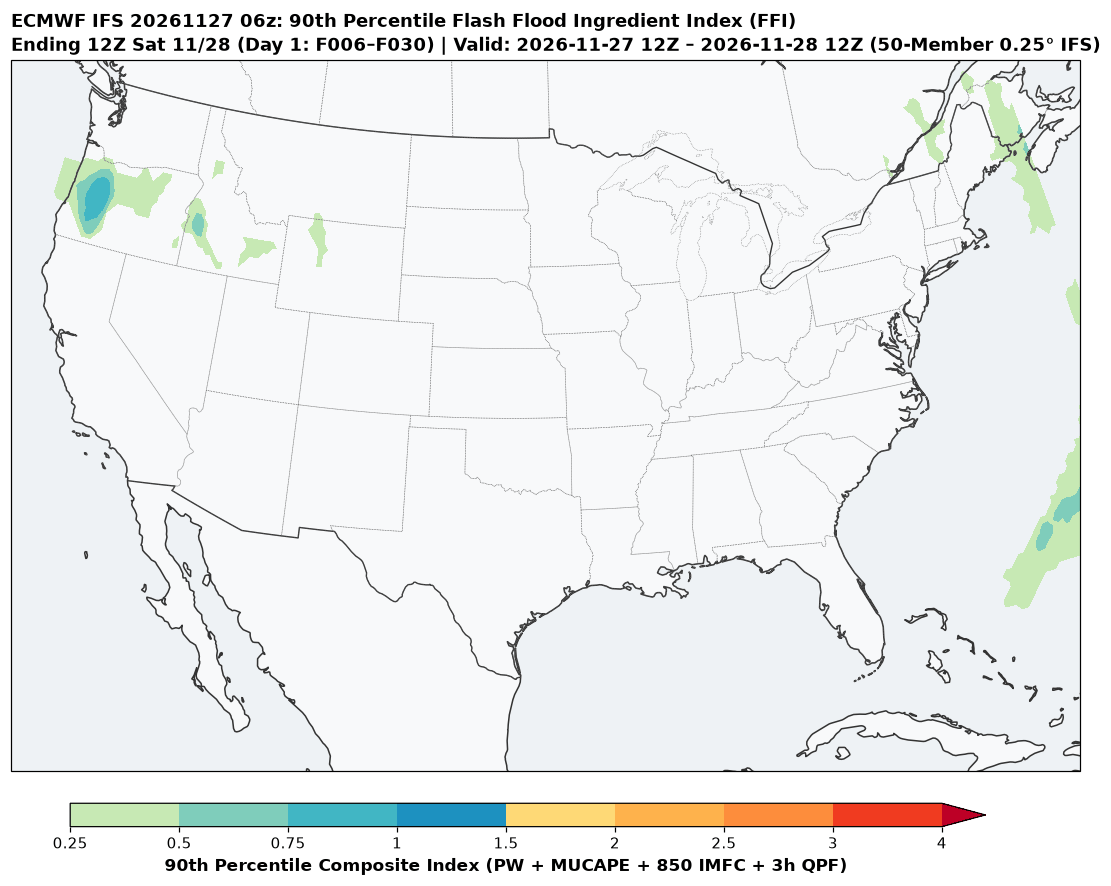 ECMWF IFS 20261127 06z: 90th Percentile Flash Flood Ingredient Index (FFI)
Ending 12Z Sat 11/28 (Day 1: F006–F030) | Valid: 2026-11-27 12Z – 2026-11-28 12Z (50-Member 0.25° IFS)
0.25 0.5 0.75 1 1.5 2 2.5 3 4
90th Percentile Composite Index (PW + MUCAPE + 850 IMFC + 3h QPF)